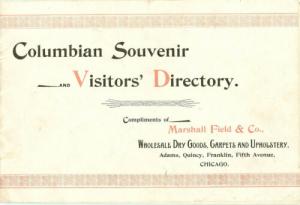 Columbian Souvenir
AND Visitors' Directory.
Compliments of
Marshall Field & Co.,
Wholesale Dry Goods, Carpets and Upholstery.
Adams, Quincy, Franklin, Fifth Avenue,
CHICAGO.